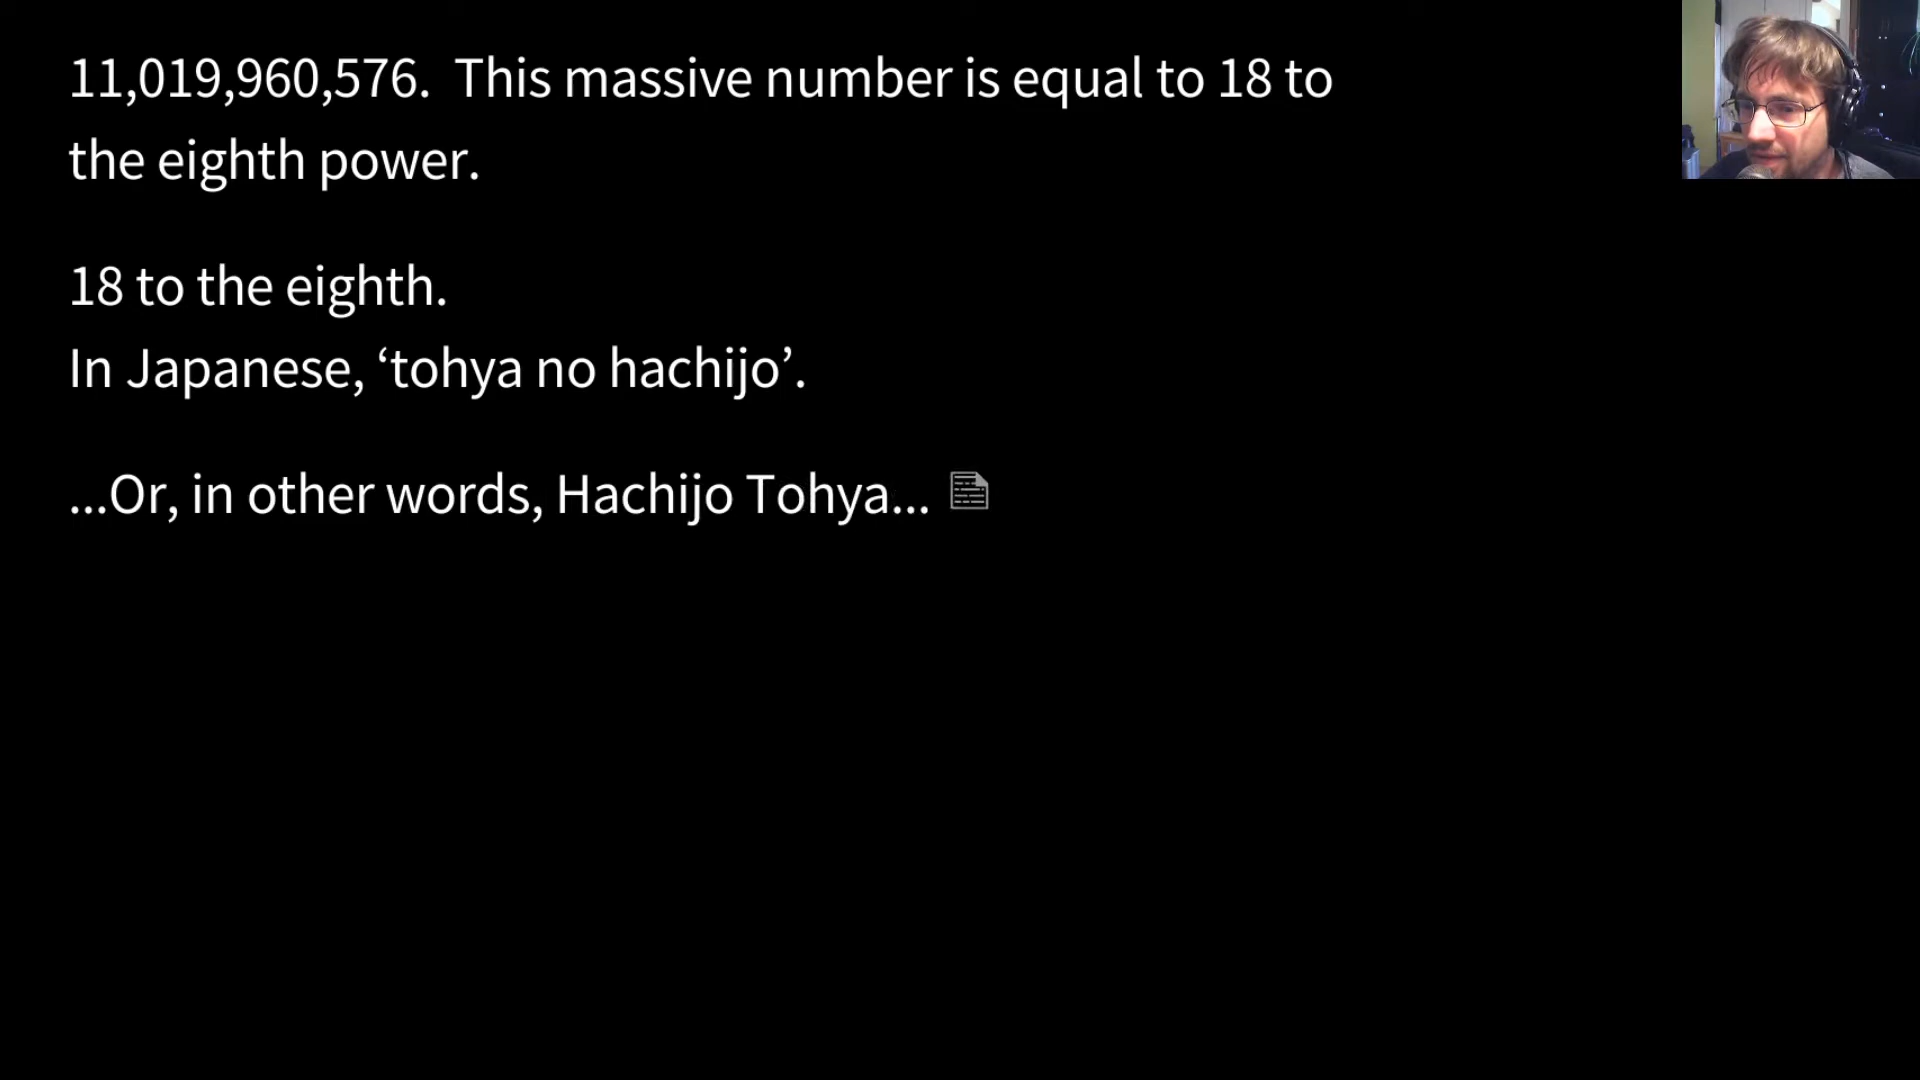 11,019,960,576.  This massive number is equal to 18 to
the eighth power.
18 to the eighth.
In Japanese, ‘tohya no hachijo’.
...Or, in other words, Hachijo Tohya...